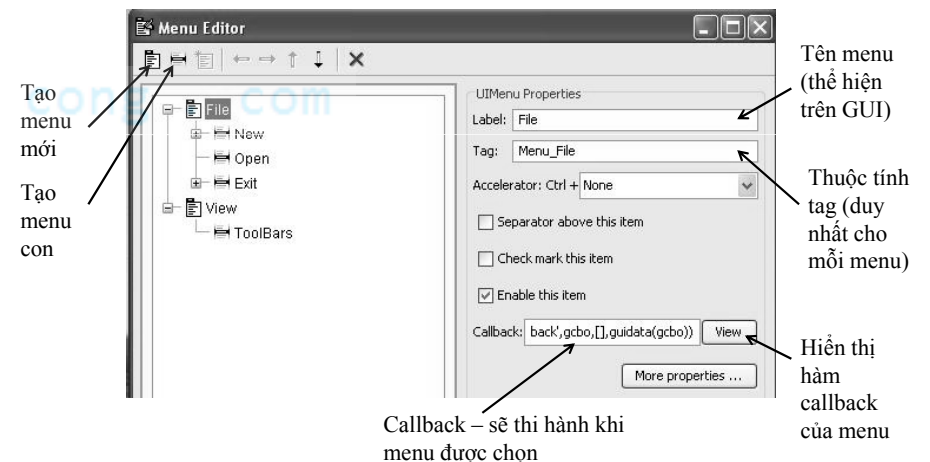 Menu Editor
Tạo
menu
mới
Tạo
menu
con
cong
com
File
New
Open
Exit
View
ToolBars
UIMenu Properties
Label: File
Tag: Menu_File
Accelerator: Ctrl + None
Separator above this item
Check mark this item
Enable this item
Callback: back',gcbo,[],guidata(gcbo)) View
More properties ...
Tên menu
(thể hiện
trên GUI)
Thuộc tính
tag (duy
nhất cho
mỗi menu)
Hiển thị
hàm
callback
của menu
Callback – sẽ thi hành khi
menu được chọn